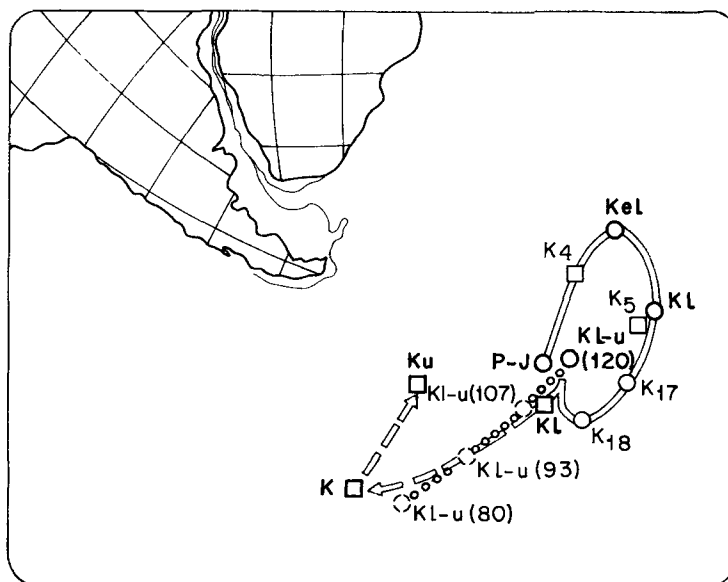 Kel
K4
Kl
K5
Kl-u
(120)
P-J
Ku
Kl-u(107)
K17
Kl
K18
Kl-u(93)
K
Kl-u(80)